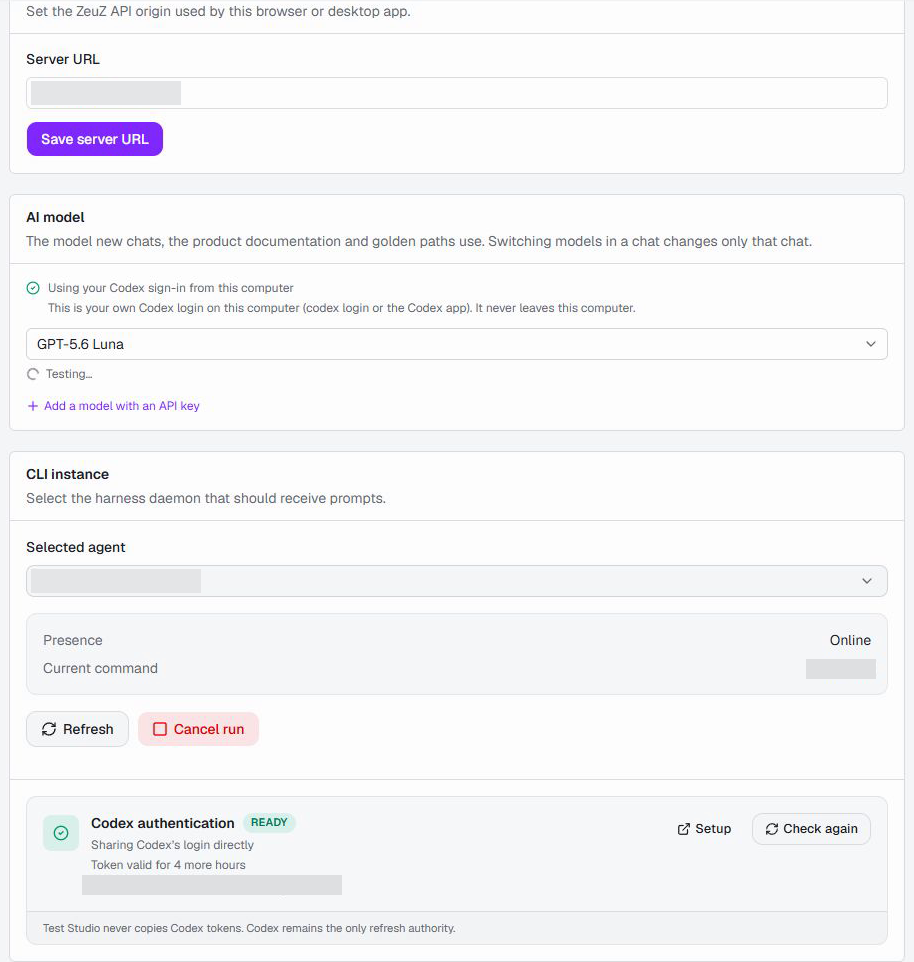 Set the ZeuZ API origin used by this browser or desktop app.
Server URL
Save server URL
AI model
The model new chats, the product documentation and golden paths use. Switching models in a chat changes only that chat.
Using your Codex sign-in from this computer
This is your own Codex login on this computer (codex login or the Codex app). It never leaves this computer.
GPT-5.6 Luna
Testing...
+ Add a model with an API key
CLI instance
Select the harness daemon that should receive prompts.
Selected agent
Presence Online
Current command
Refresh Cancel run
Codex authentication READY Setup Check again
Sharing Codex's login directly
Token valid for 4 more hours
Test Studio never copies Codex tokens. Codex remains the only refresh authority.